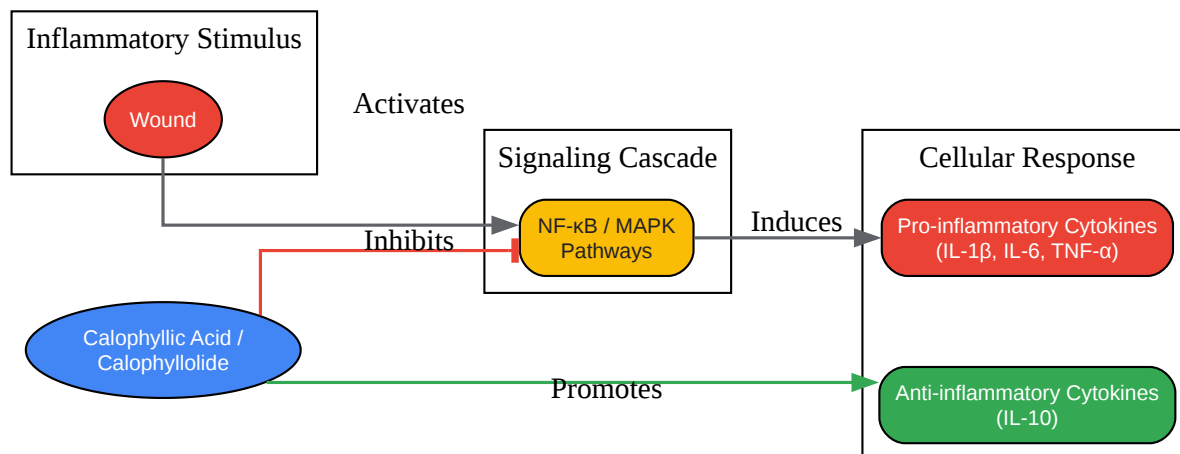 Inflammatory Stimulus
Wound
Activates
Signaling Cascade
NF-κB / MAPK
Pathways
Inhibits
Induces
Cellular Response
Pro-inflammatory Cytokines
(IL-1β, IL-6, TNF-α)
Calophyllic Acid /
Calophyllolide
Promotes
Anti-inflammatory Cytokines
(IL-10)